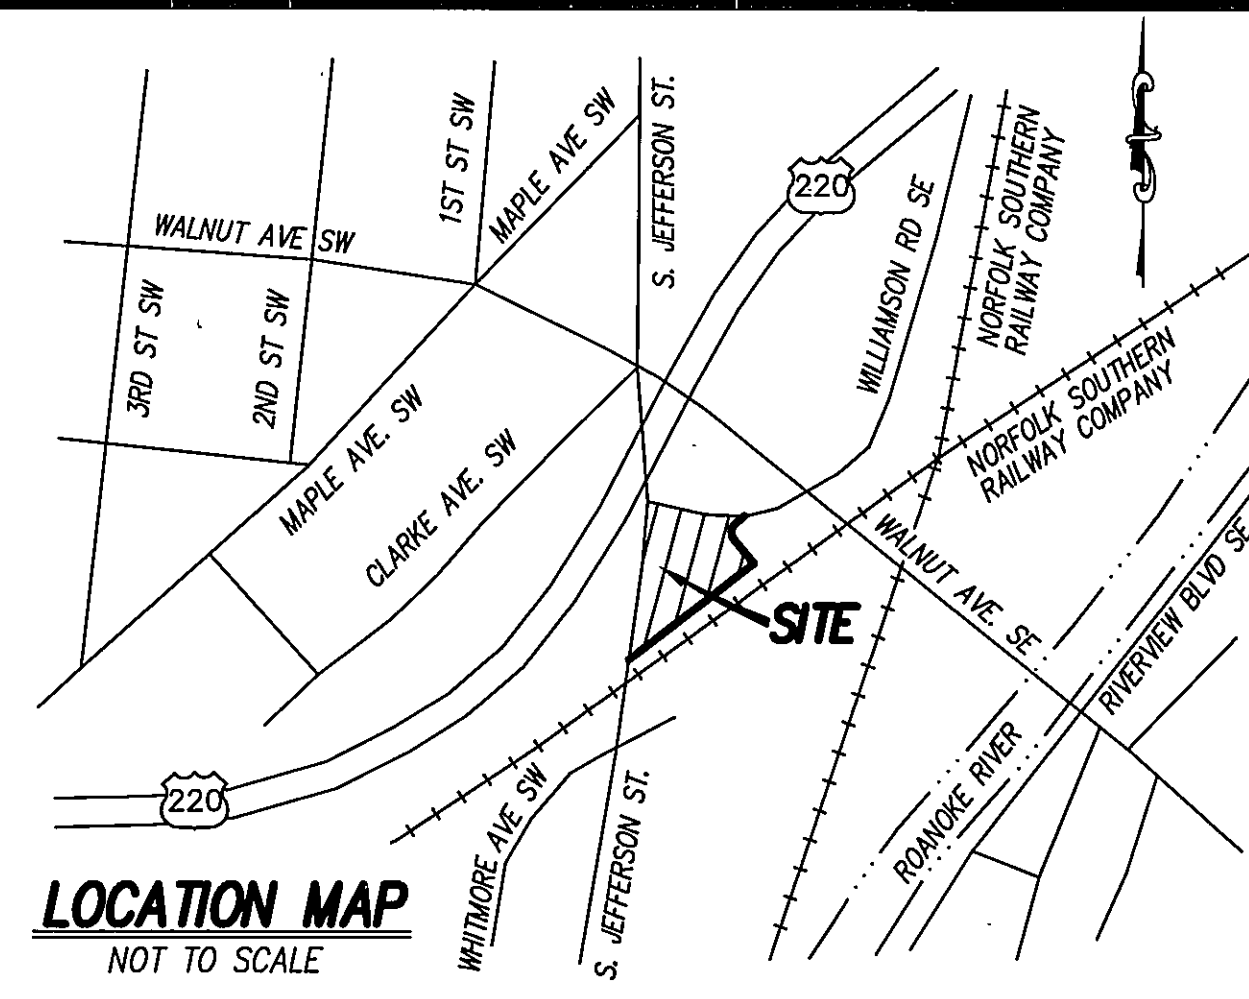 1ST ST SW
MAPLE AVE SW
S. JEFFERSON ST.
220
WALNUT AVE SW
WILLIAMSON RD SE
NORFOLK SOUTHERN
RAILWAY COMPANY
3RD ST SW
2ND ST SW
MAPLE AVE. SW
CLARKE AVE. SW
NORFOLK SOUTHERN
RAILWAY COMPANY
WALNUT AVE. SE
SITE
RIVERVIEW BLVD SE
ROANOKE RIVER
220
WHITMORE AVE SW
S. JEFFERSON ST.
LOCATION MAP
NOT TO SCALE